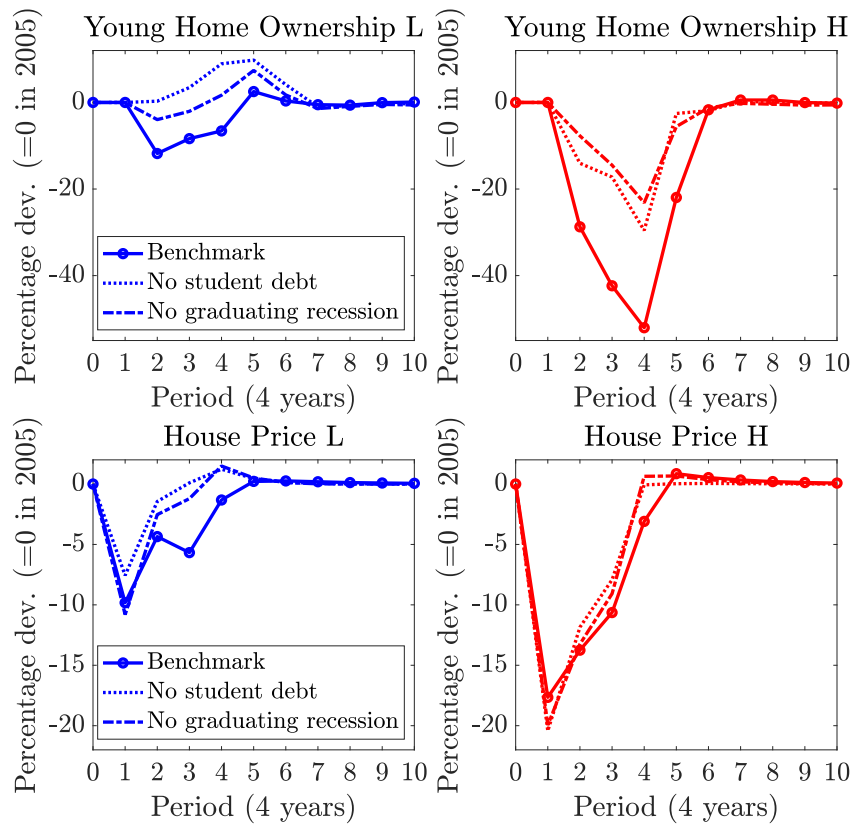 Young Home Ownership L
Percentage dev. (=0 in 2005)
0
-20
-40
Benchmark
No student debt
No graduating recession
0 1 2 3 4 5 6 7 8 9 10
Period (4 years)
Young Home Ownership H
Percentage dev. (=0 in 2005)
0
-20
-40
0 1 2 3 4 5 6 7 8 9 10
Period (4 years)
House Price L
Percentage dev. (=0 in 2005)
0
-5
-10
-15
-20
Benchmark
No student debt
No graduating recession
0 1 2 3 4 5 6 7 8 9 10
Period (4 years)
House Price H
Percentage dev. (=0 in 2005)
0
-5
-10
-15
-20
0 1 2 3 4 5 6 7 8 9 10
Period (4 years)